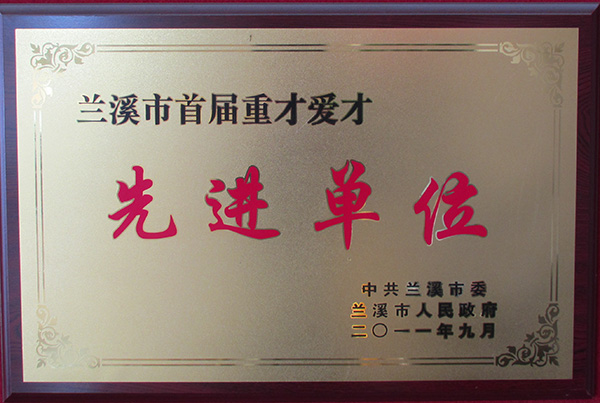 兰溪市首届重才爱才
先进单位
中共兰溪市委
兰溪市人民政府
二〇一一年九月